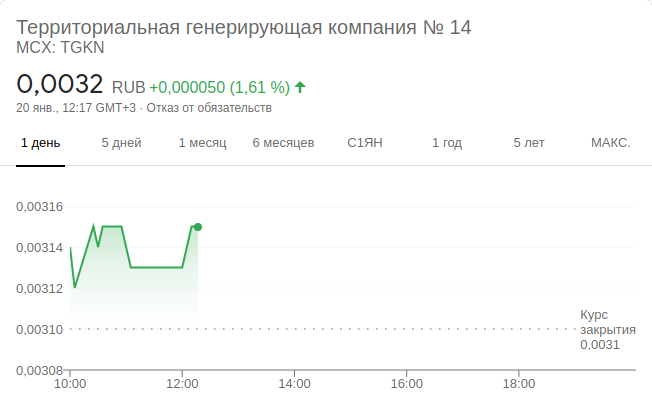 Территориальная генерирующая компания № 14
MCX: TGKN
0,0032 RUB +0,000050 (1,61 %) ↑
20 янв., 12:17 GMT+3 · Отказ от обязательств
1 день 5 дней 1 месяц 6 месяцев С1ЯН 1 год 5 лет МАКС.
0,00316
0,00314
0,00312
0,00310
0,00308
Курс
закрытия
0,0031
10:00 12:00 14:00 16:00 18:00